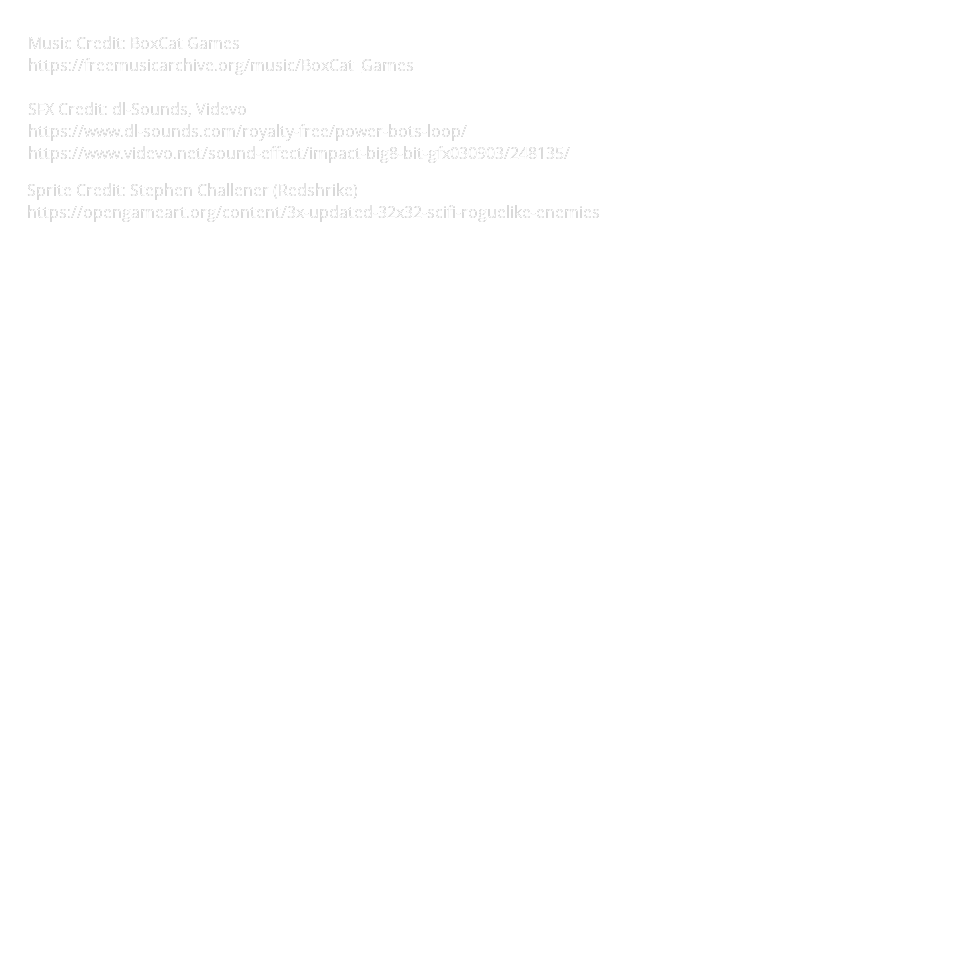 Music Credit: BoxCat Games
https://freemusicarchive.org/music/BoxCat_Games
SFX Credit: dl Sounds, Videvo
https://www.dl-sounds.com/royalty-free/power-bots-loop/
https://www.videvo.net/sound-effect/impact-big8-bit-gfx030903/248135/
Sprite Credit: Stephen Challener (Redshrike)
https://opengameart.org/content/3x-updated-32x32-scifi-roguelike-enemies